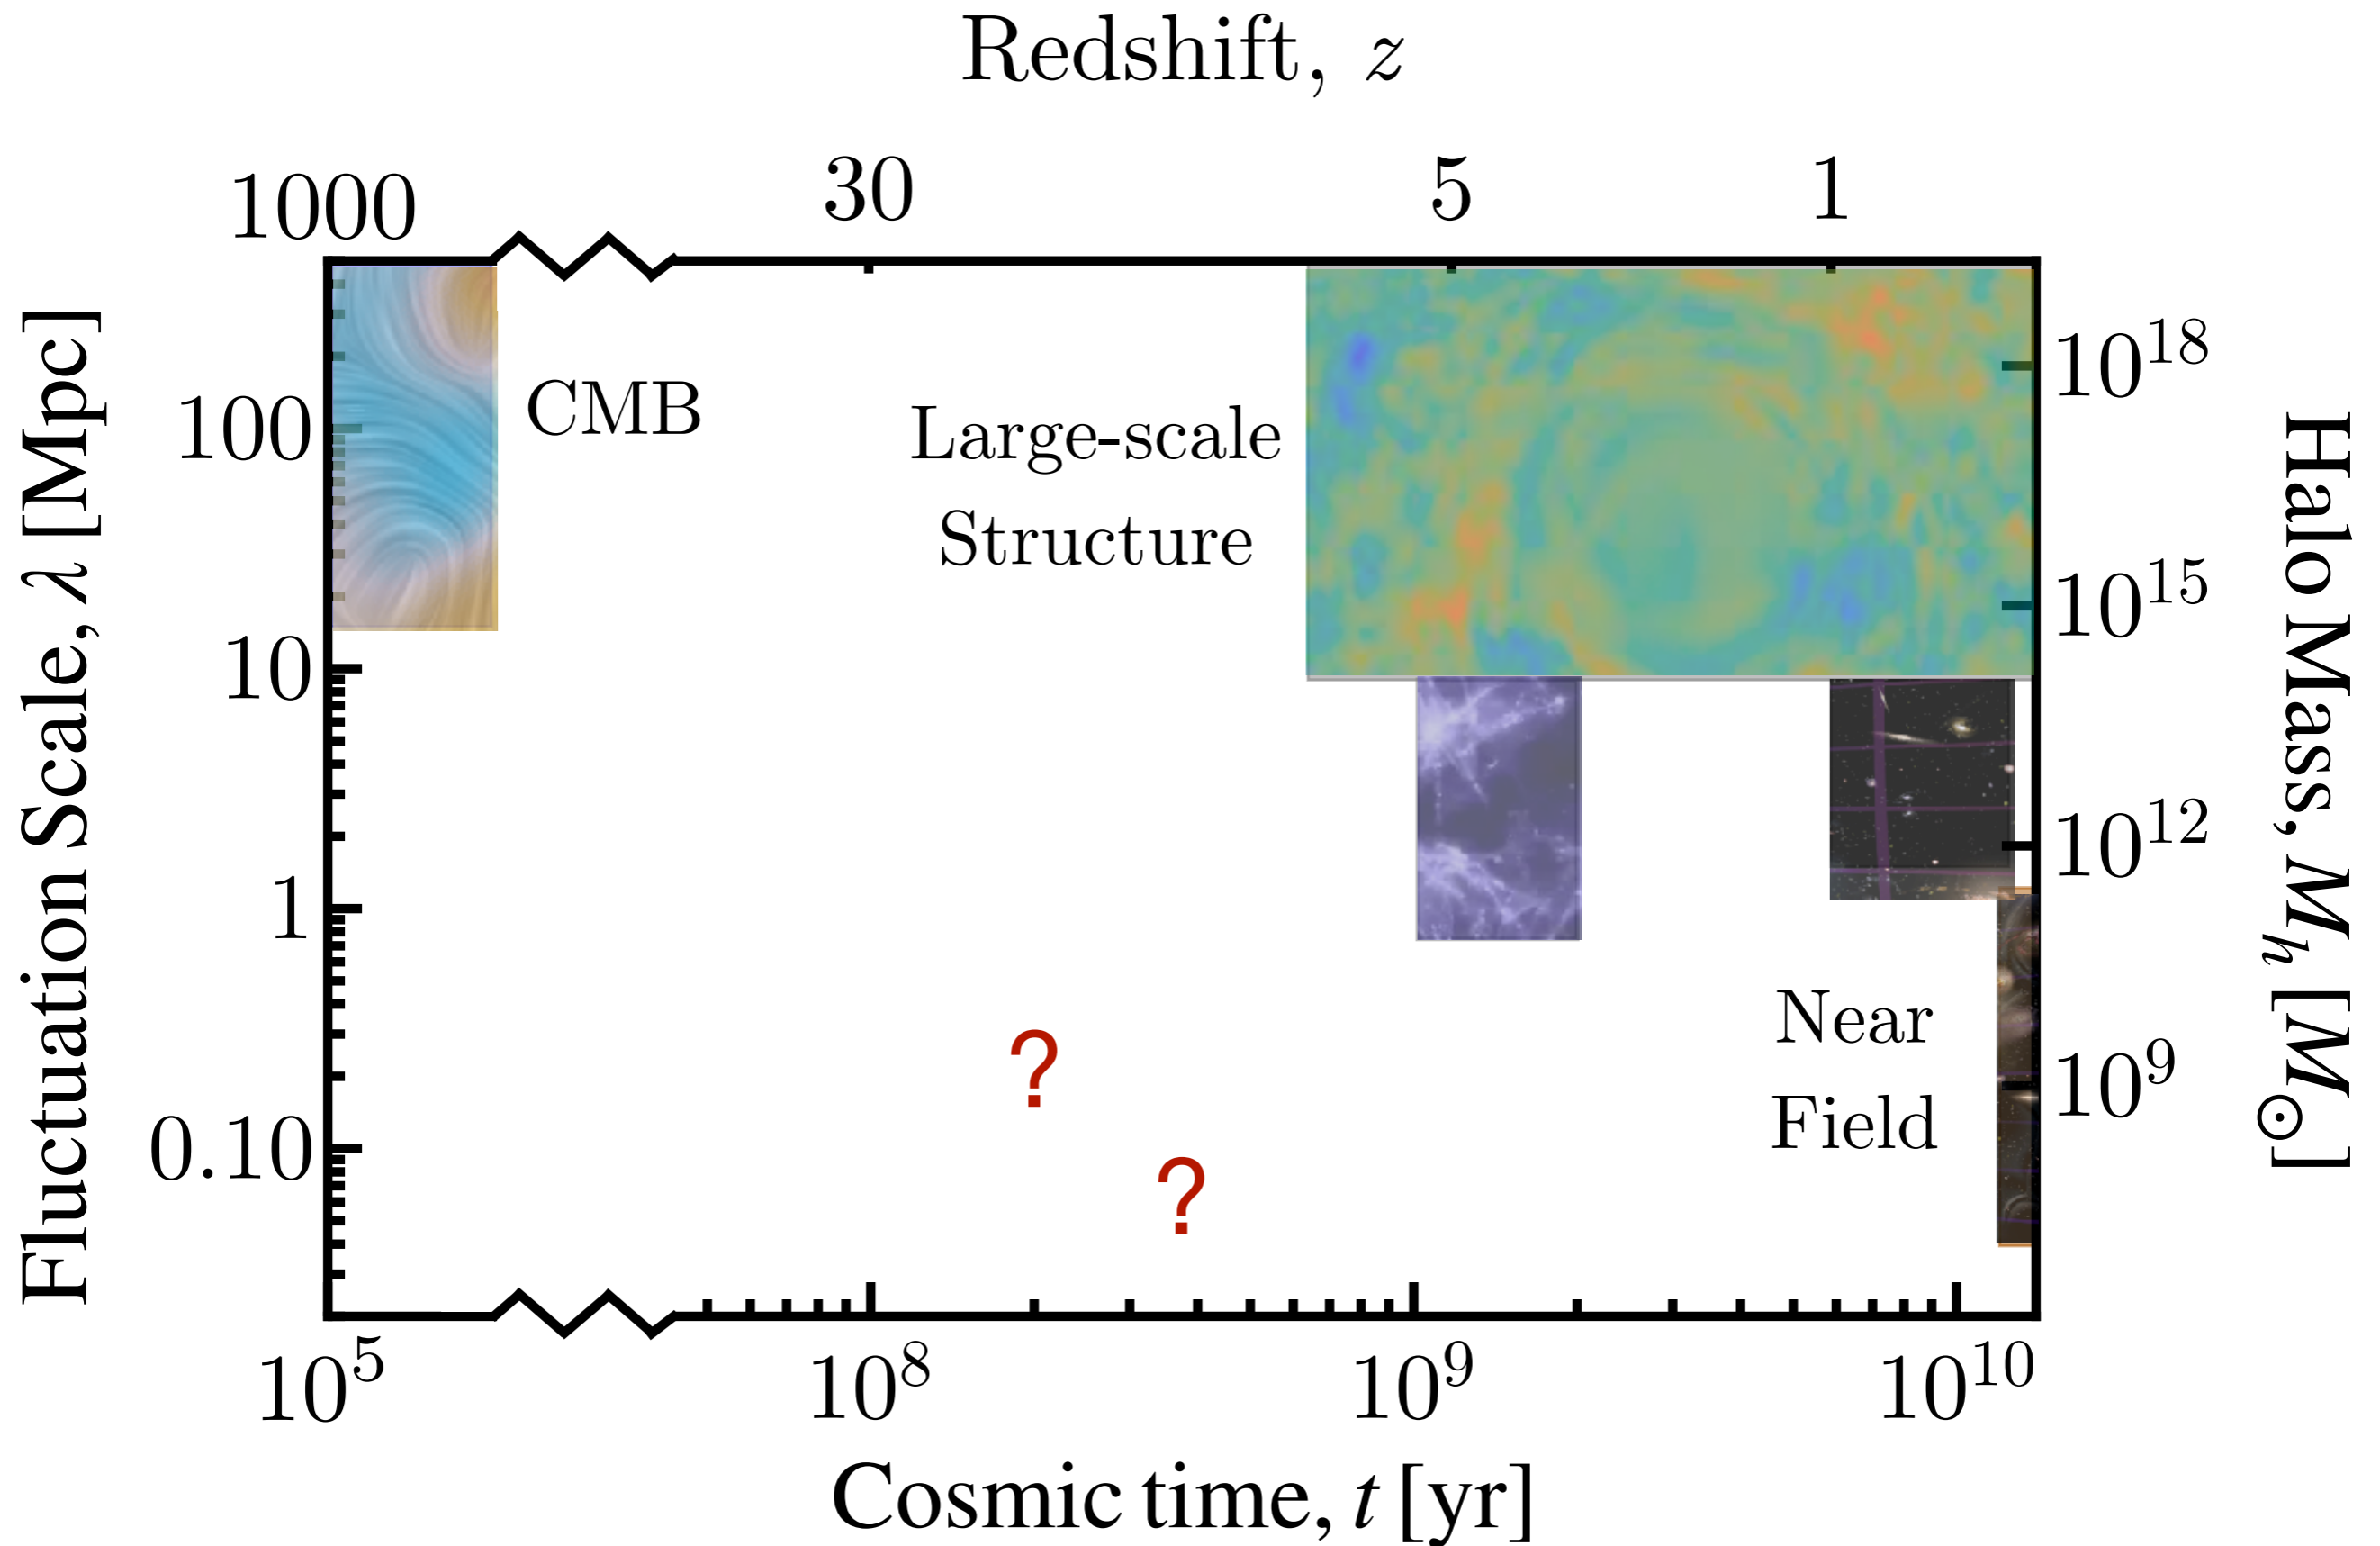 Redshift, z
1000
30
5
1
Fluctuation Scale, λ [Mpc]
100
10
1
0.10
CMB
Large-scale
Structure
Near
Field
?
?
10^18
10^15
10^12
10^9
Halo Mass, M_h [M_⊙]
10^5
10^8
10^9
10^10
Cosmic time, t [yr]